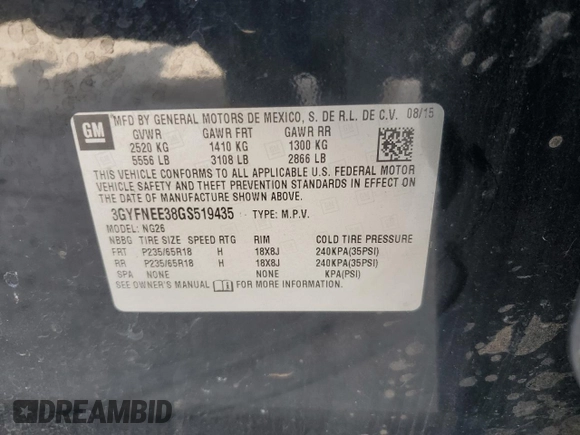 GM
MFD BY GENERAL MOTORS DE MEXICO, S. DE R.L. DE C.V. 08/15
GVWR GAWR FRT GAWR RR
2520 KG 1410 KG 1300 KG
5556 LB 3108 LB 2866 LB
THIS VEHICLE CONFORMS TO ALL APPLICABLE U.S. FEDERAL MOTOR
VEHICLE SAFETY AND THEFT PREVENTION STANDARDS IN EFFECT ON
THE DATE OF MANUFACTURE SHOWN ABOVE.
3GYFNEE38GS519435 TYPE: M.P.V.
MODEL: NG26
NBBG TIRE SIZE SPEED RTG RIM COLD TIRE PRESSURE
FRT P235/65R18 H 18X8J 240KPA(35PSI)
RR P235/65R18 H 18X8J 240KPA(35PSI)
SPA NONE NONE KPA(PSI)
SEE OWNER'S MANUAL FOR MORE INFORMATION.
DREAMBID